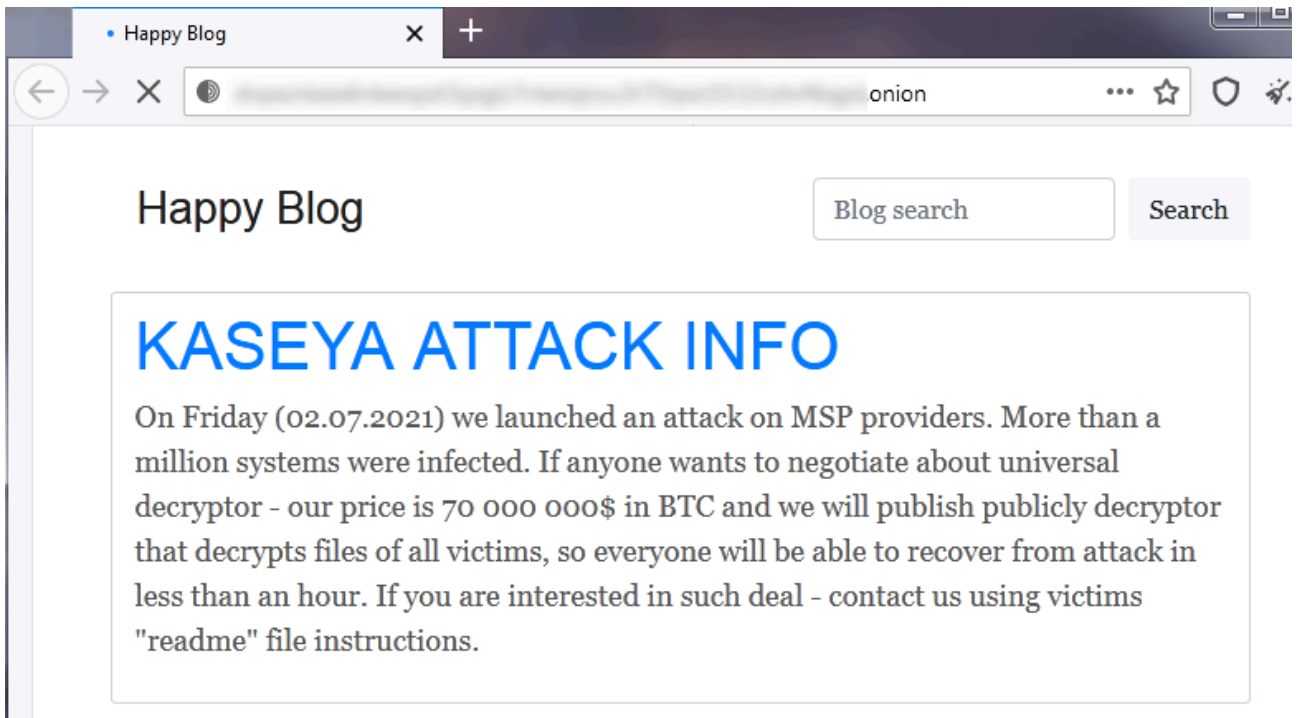 Happy Blog
.onion
Happy Blog
Blog search
Search
KASEYA ATTACK INFO
On Friday (02.07.2021) we launched an attack on MSP providers. More than a
million systems were infected. If anyone wants to negotiate about universal
decryptor - our price is 70 000 000$ in BTC and we will publish publicly decryptor
that decrypts files of all victims, so everyone will be able to recover from attack in
less than an hour. If you are interested in such deal - contact us using victims
"readme" file instructions.